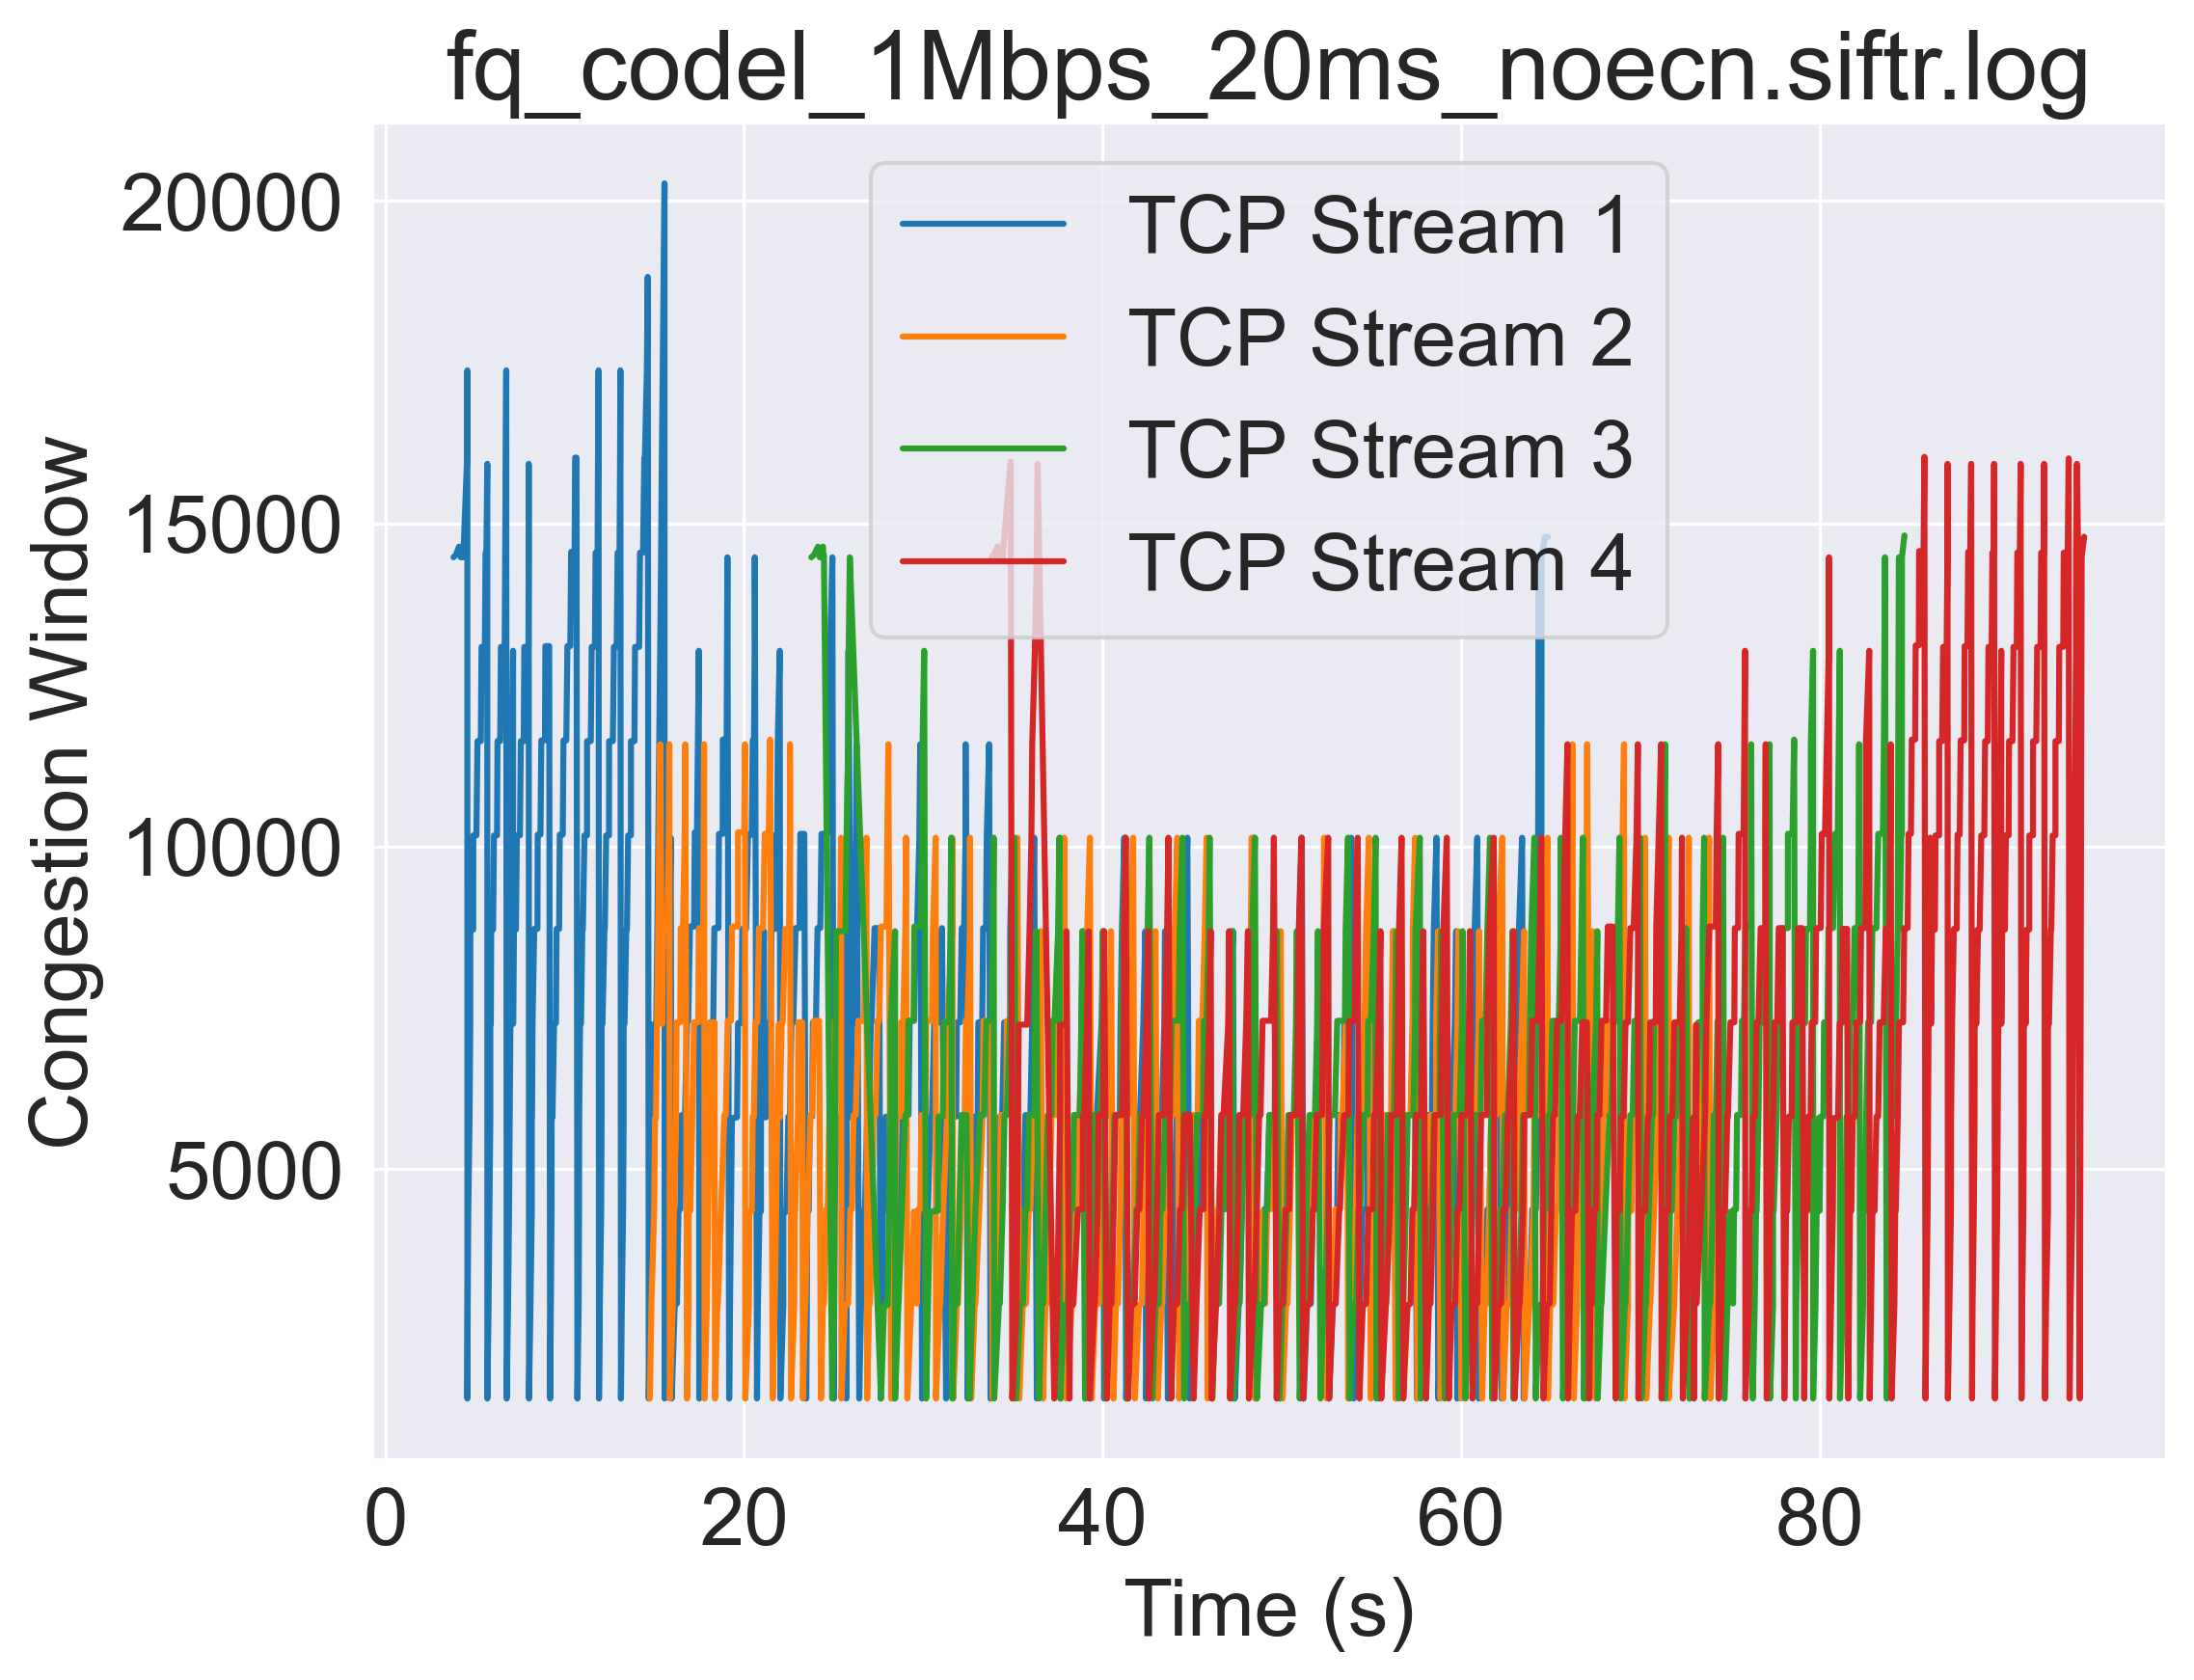 fq_codel_1Mbps_20ms_noecn.siftr.log
20000
15000
10000
5000
Congestion Window
TCP Stream 1
TCP Stream 2
TCP Stream 3
TCP Stream 4
0 20 40 60 80
Time (s)